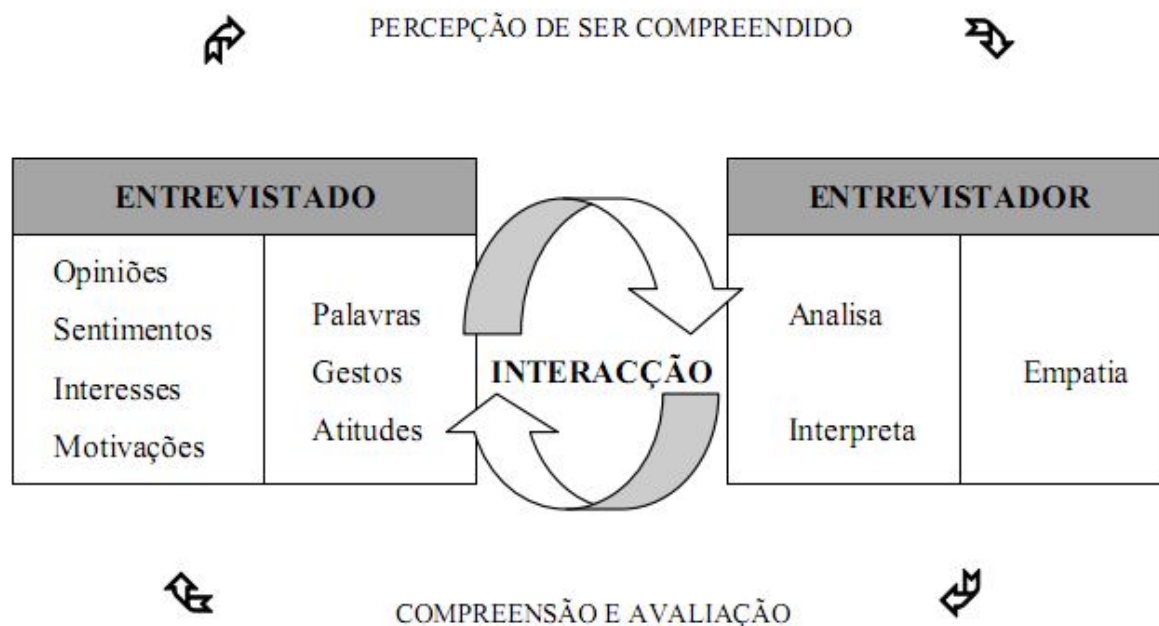 PERCEPÇÃO DE SER COMPREENDIDO
ENTREVISTADO
Opiniões
Sentimentos
Interesses
Motivações
Palavras
Gestos
Atitudes
INTERACÇÃO
ENTREVISTADOR
Analisa
Interpreta
Empatia
COMPREENSÃO E AVALIAÇÃO